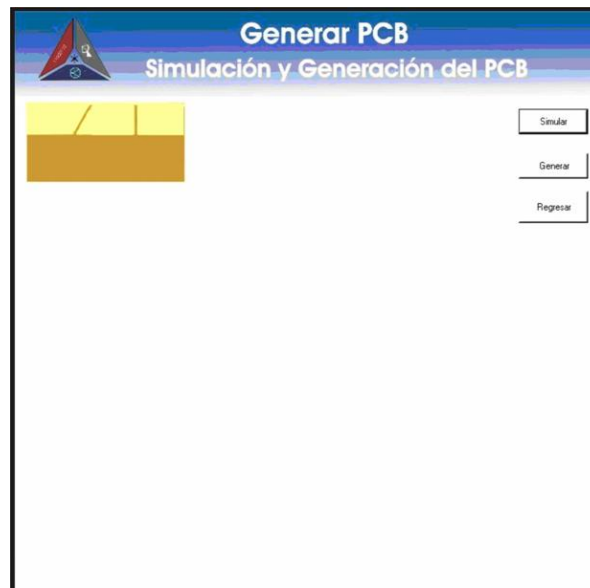 Generar PCB
Simulación y Generación del PCB
Simular
Generar
Regresar